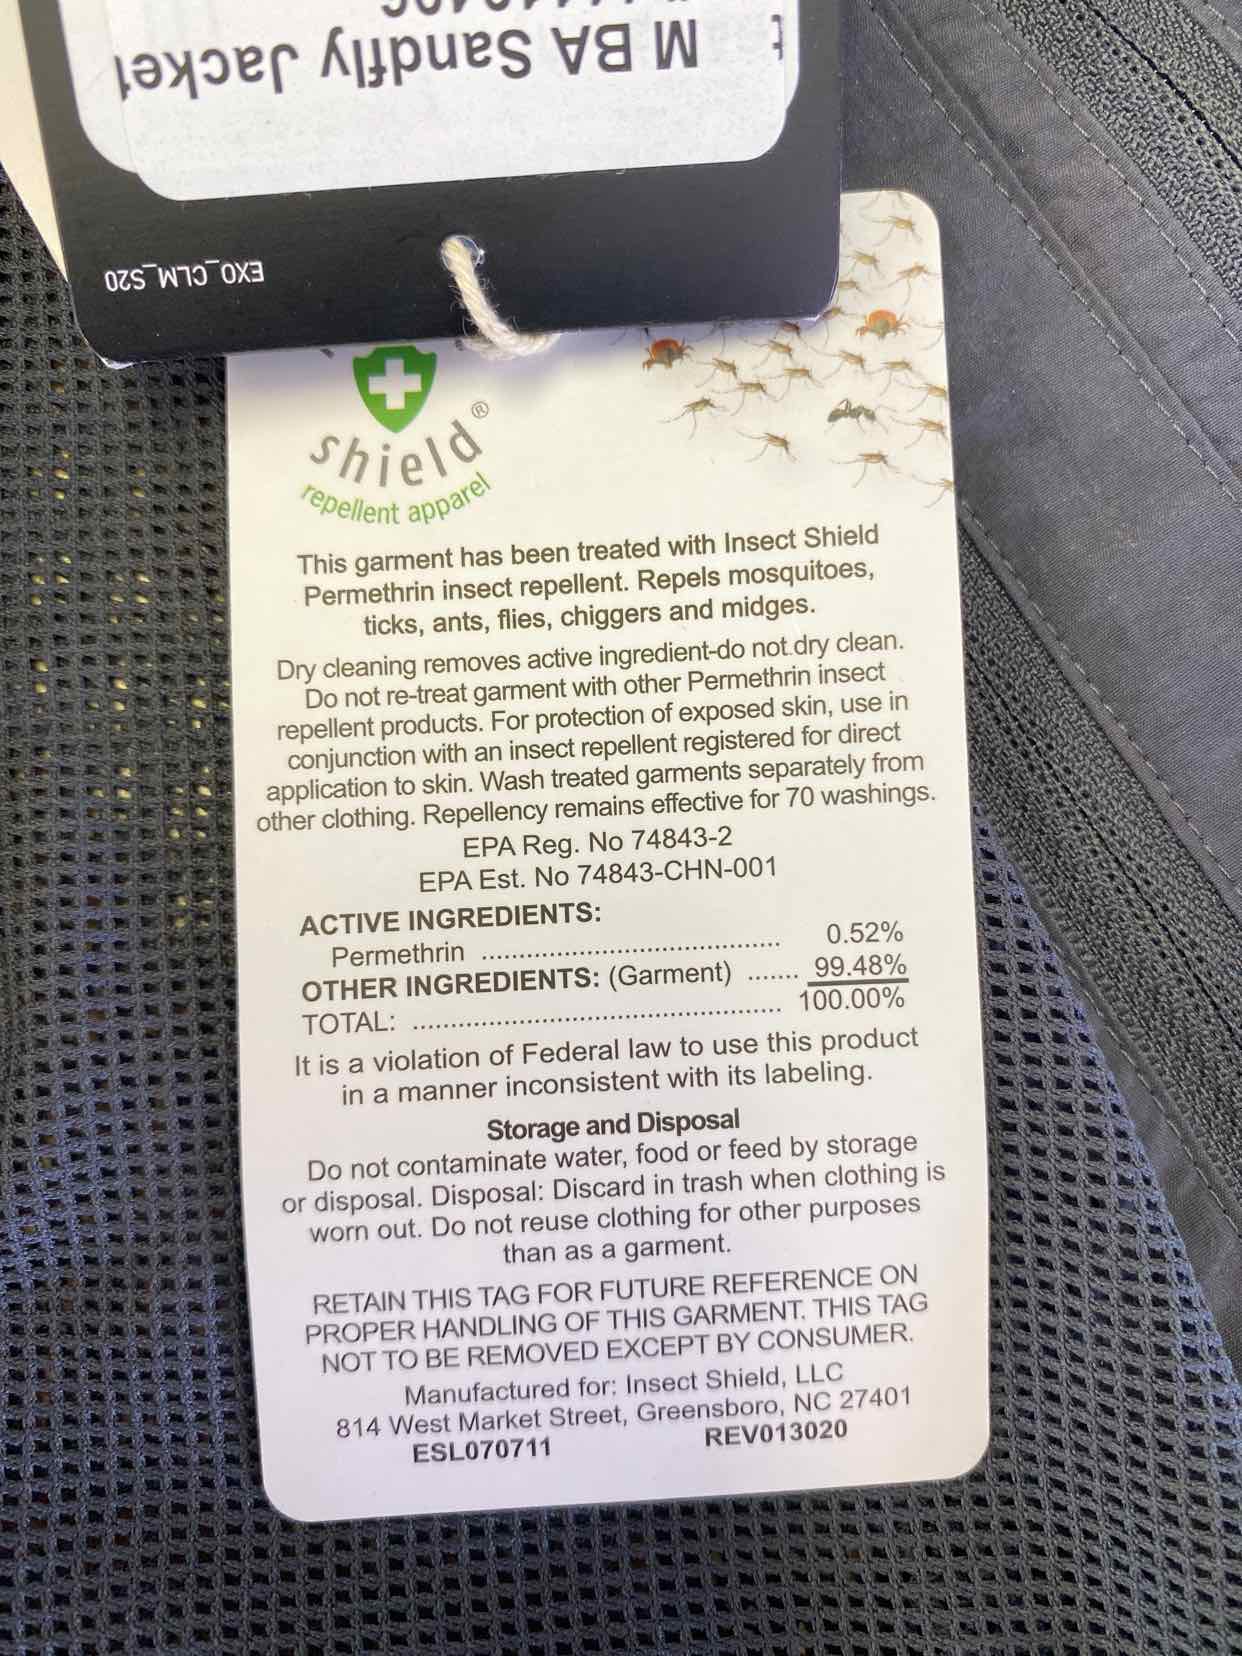 M BA Sandfly Jacket
t
EXO_CLM_S20
shield®
repellent apparel
This garment has been treated with Insect Shield
Permethrin insect repellent. Repels mosquitoes,
ticks, ants, flies, chiggers and midges.
Dry cleaning removes active ingredient-do not dry clean.
Do not re-treat garment with other Permethrin insect
repellent products. For protection of exposed skin, use in
conjunction with an insect repellent registered for direct
application to skin. Wash treated garments separately from
other clothing. Repellency remains effective for 70 washings.
EPA Reg. No 74843-2
EPA Est. No 74843-CHN-001
ACTIVE INGREDIENTS:
Permethrin ........................................ 0.52%
OTHER INGREDIENTS: (Garment) ....... 99.48%
TOTAL: ................................................. 100.00%
It is a violation of Federal law to use this product
in a manner inconsistent with its labeling.
Storage and Disposal
Do not contaminate water, food or feed by storage
or disposal. Disposal: Discard in trash when clothing is
worn out. Do not reuse clothing for other purposes
than as a garment.
RETAIN THIS TAG FOR FUTURE REFERENCE ON
PROPER HANDLING OF THIS GARMENT. THIS TAG
NOT TO BE REMOVED EXCEPT BY CONSUMER.
Manufactured for: Insect Shield, LLC
814 West Market Street, Greensboro, NC 27401
ESL070711 REV013020